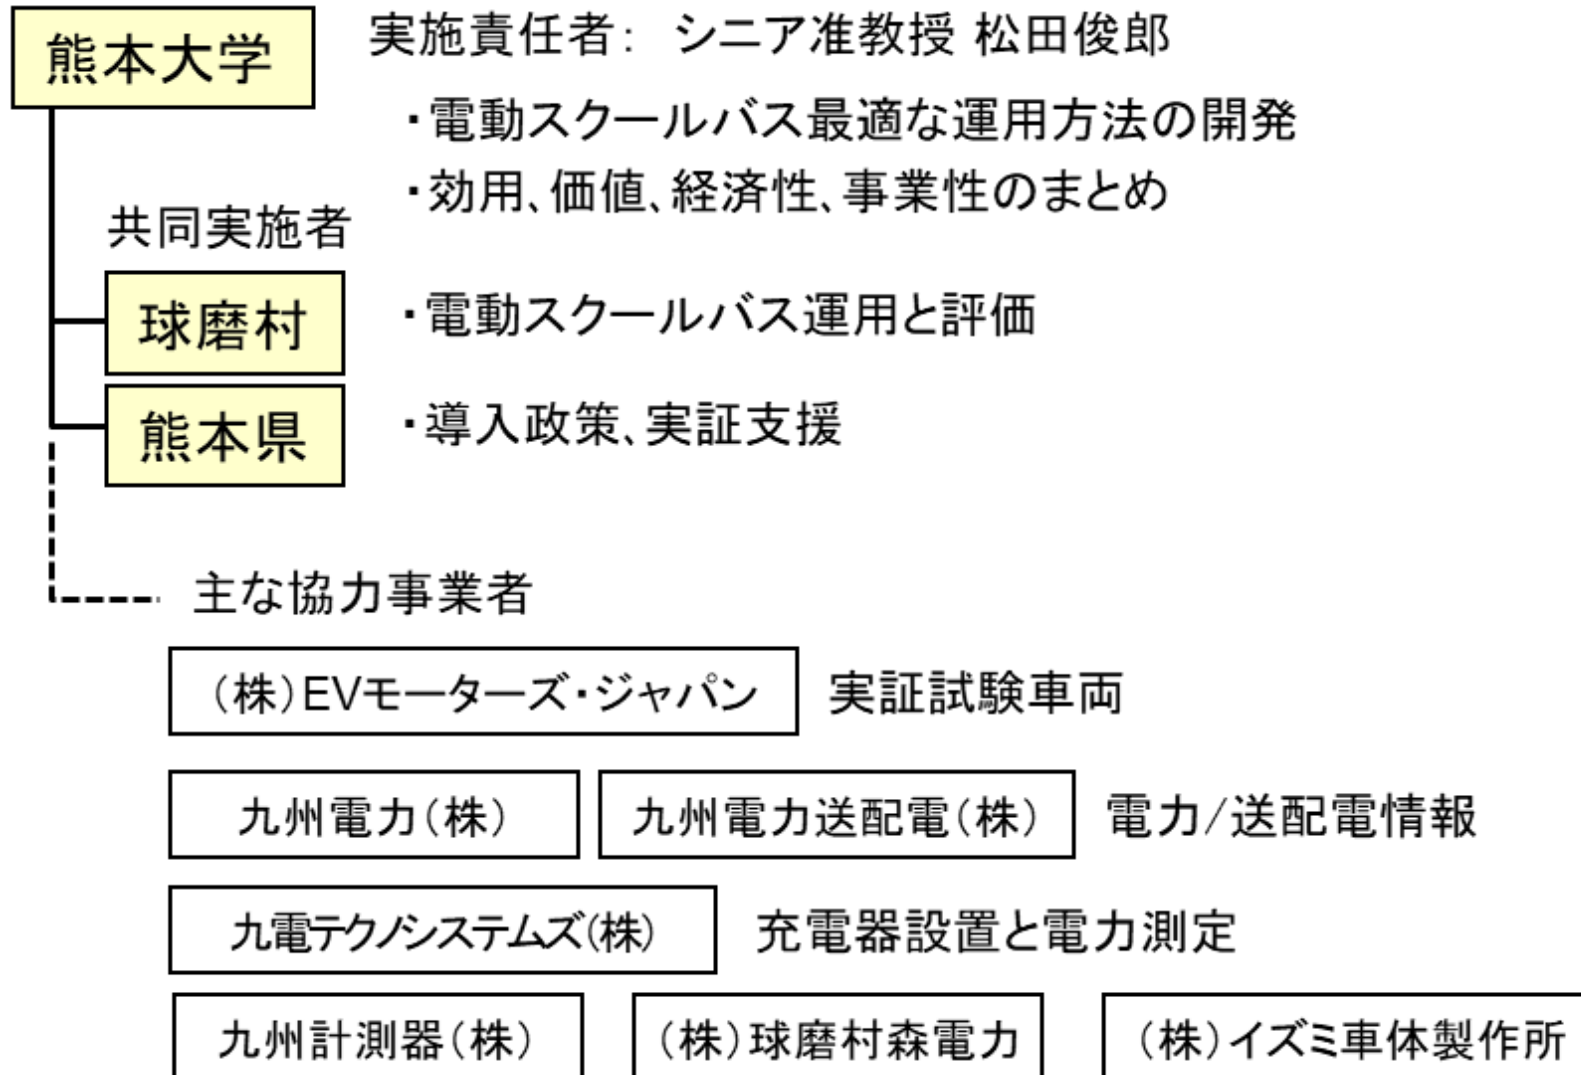 熊本大学 実施責任者： シニア准教授 松田俊郎
・電動スクールバス最適な運用方法の開発
・効用、価値、経済性、事業性のまとめ
共同実施者
球磨村 ・電動スクールバス運用と評価
熊本県 ・導入政策、実証支援
主な協力事業者
（株）EVモーターズ・ジャパン 実証試験車両
九州電力（株） 九州電力送配電（株） 電力/送配電情報
九電テクノシステムズ（株） 充電器設置と電力測定
九州計測器（株） （株）球磨村森電力 （株）イズミ車体製作所